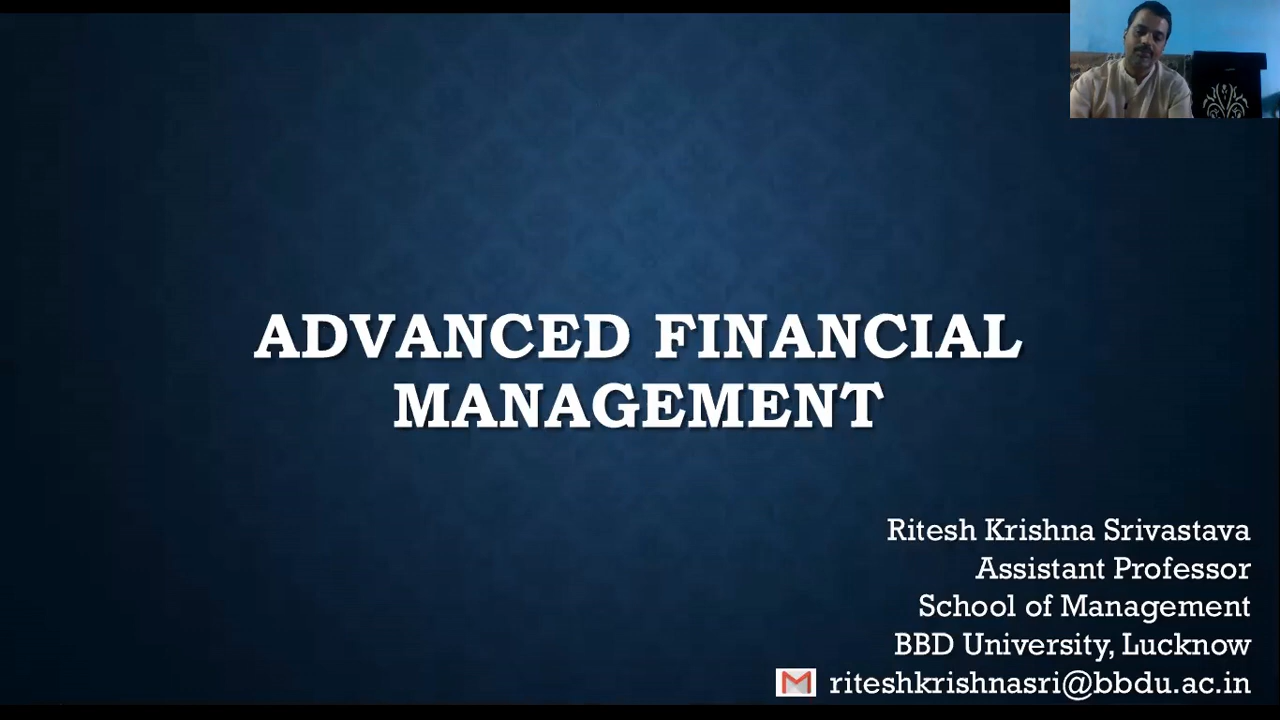 ADVANCED FINANCIAL
MANAGEMENT
Ritesh Krishna Srivastava
Assistant Professor
School of Management
BBD University, Lucknow
riteshkrishnasri@bbdu.ac.in